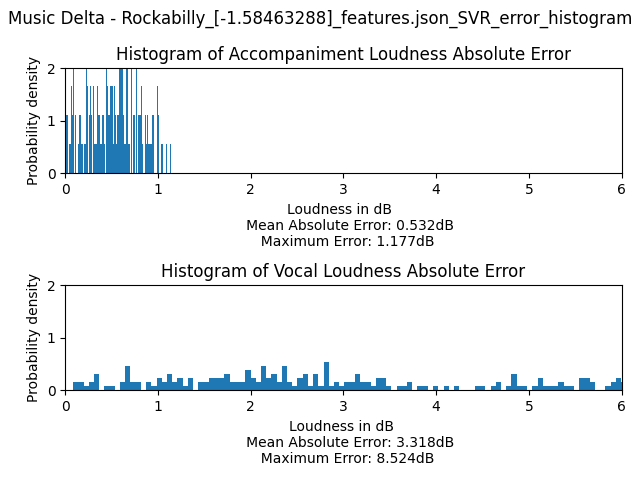 Music Delta - Rockabilly_[-1.58463288]_features.json_SVR_error_histogram
Histogram of Accompaniment Loudness Absolute Error
Probability density
2
1
0
0 1 2 3 4 5 6
Loudness in dB
Mean Absolute Error: 0.532dB
Maximum Error: 1.177dB
Histogram of Vocal Loudness Absolute Error
Probability density
2
1
0
0 1 2 3 4 5 6
Loudness in dB
Mean Absolute Error: 3.318dB
Maximum Error: 8.524dB